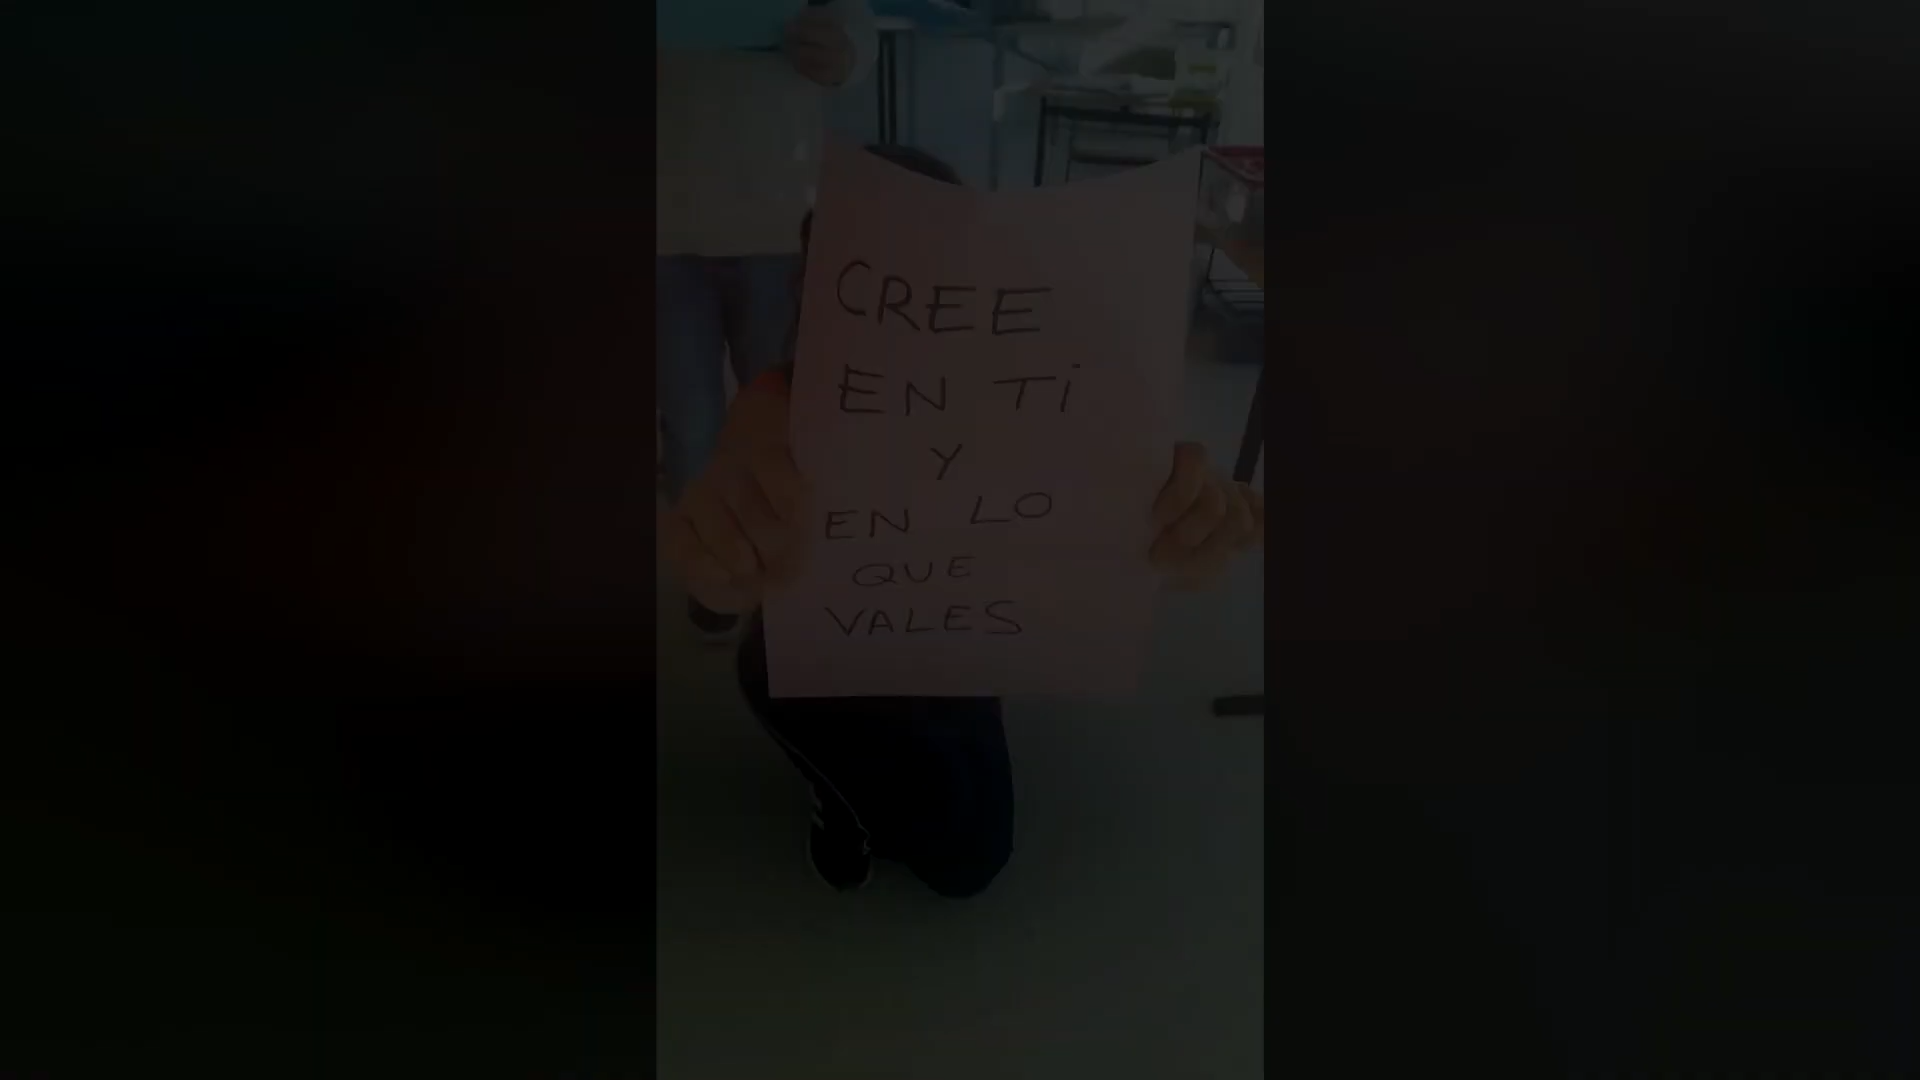 CREE
EN Ti
Y
EN LO
QUE
VALES